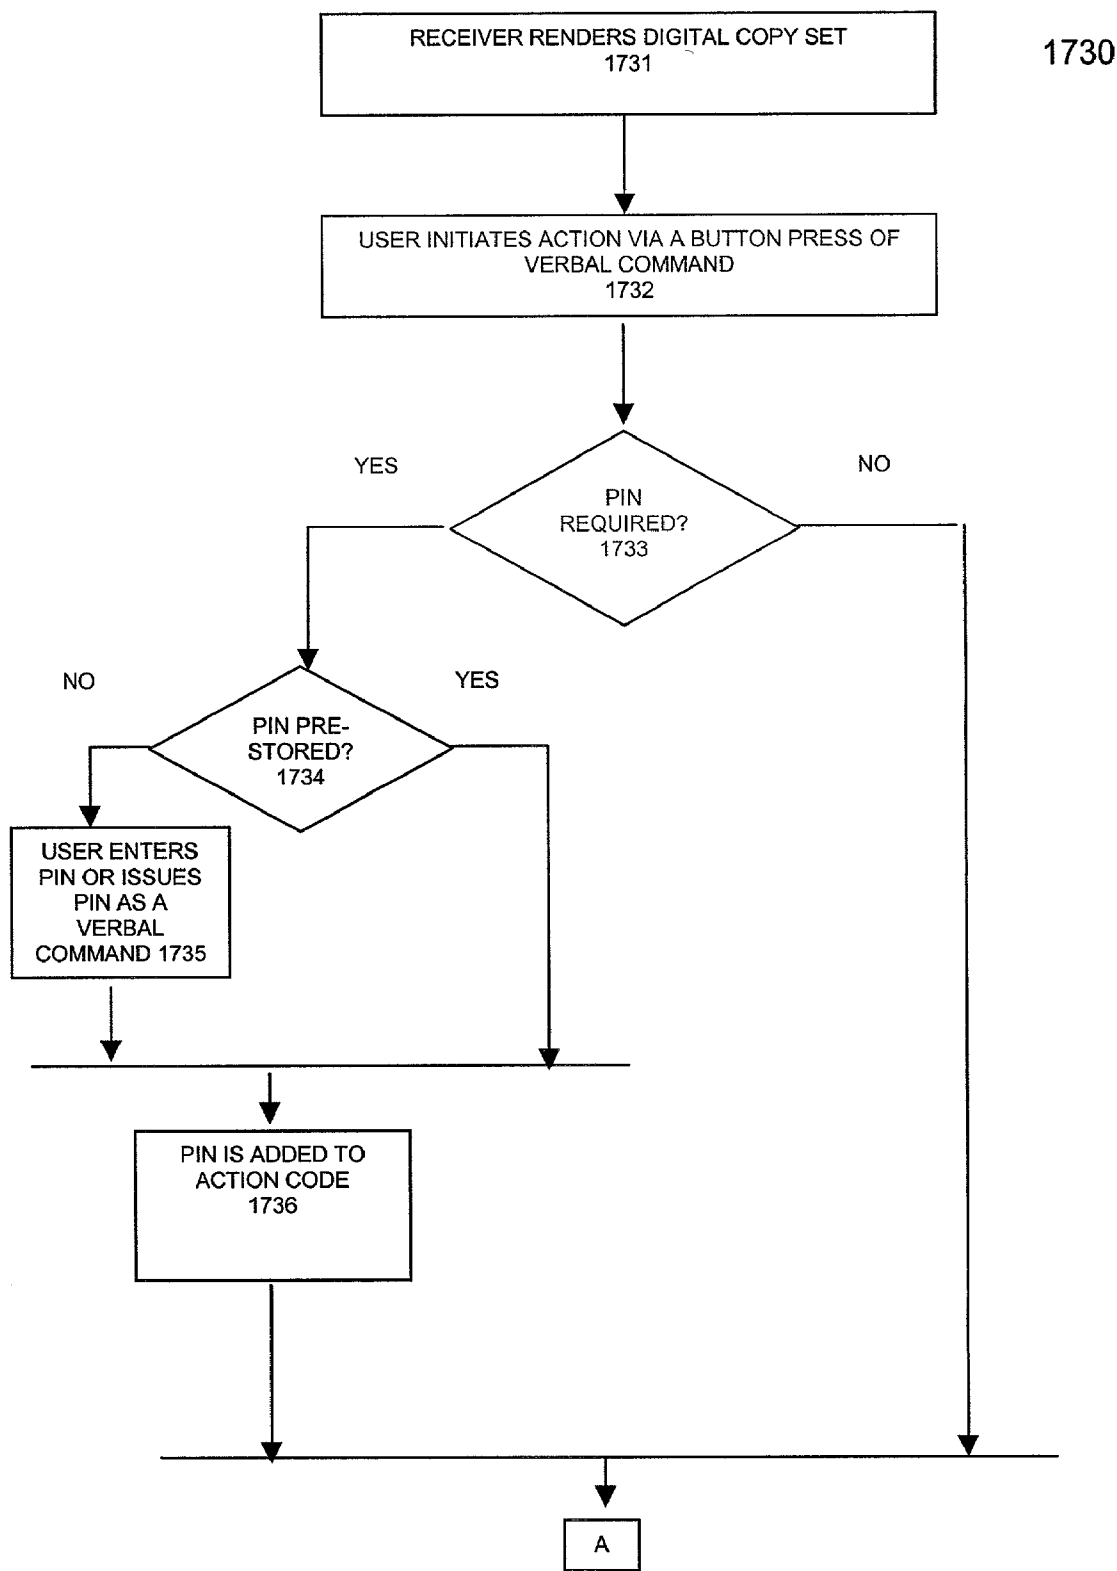 RECEIVER RENDERS DIGITAL COPY SET
1731
1730
USER INITIATES ACTION VIA A BUTTON PRESS OF
VERBAL COMMAND
1732
YES
NO
PIN
REQUIRED?
1733
NO
YES
PIN PRE-
STORED?
1734
USER ENTERS
PIN OR ISSUES
PIN AS A
VERBAL
COMMAND 1735
PIN IS ADDED TO
ACTION CODE
1736
A